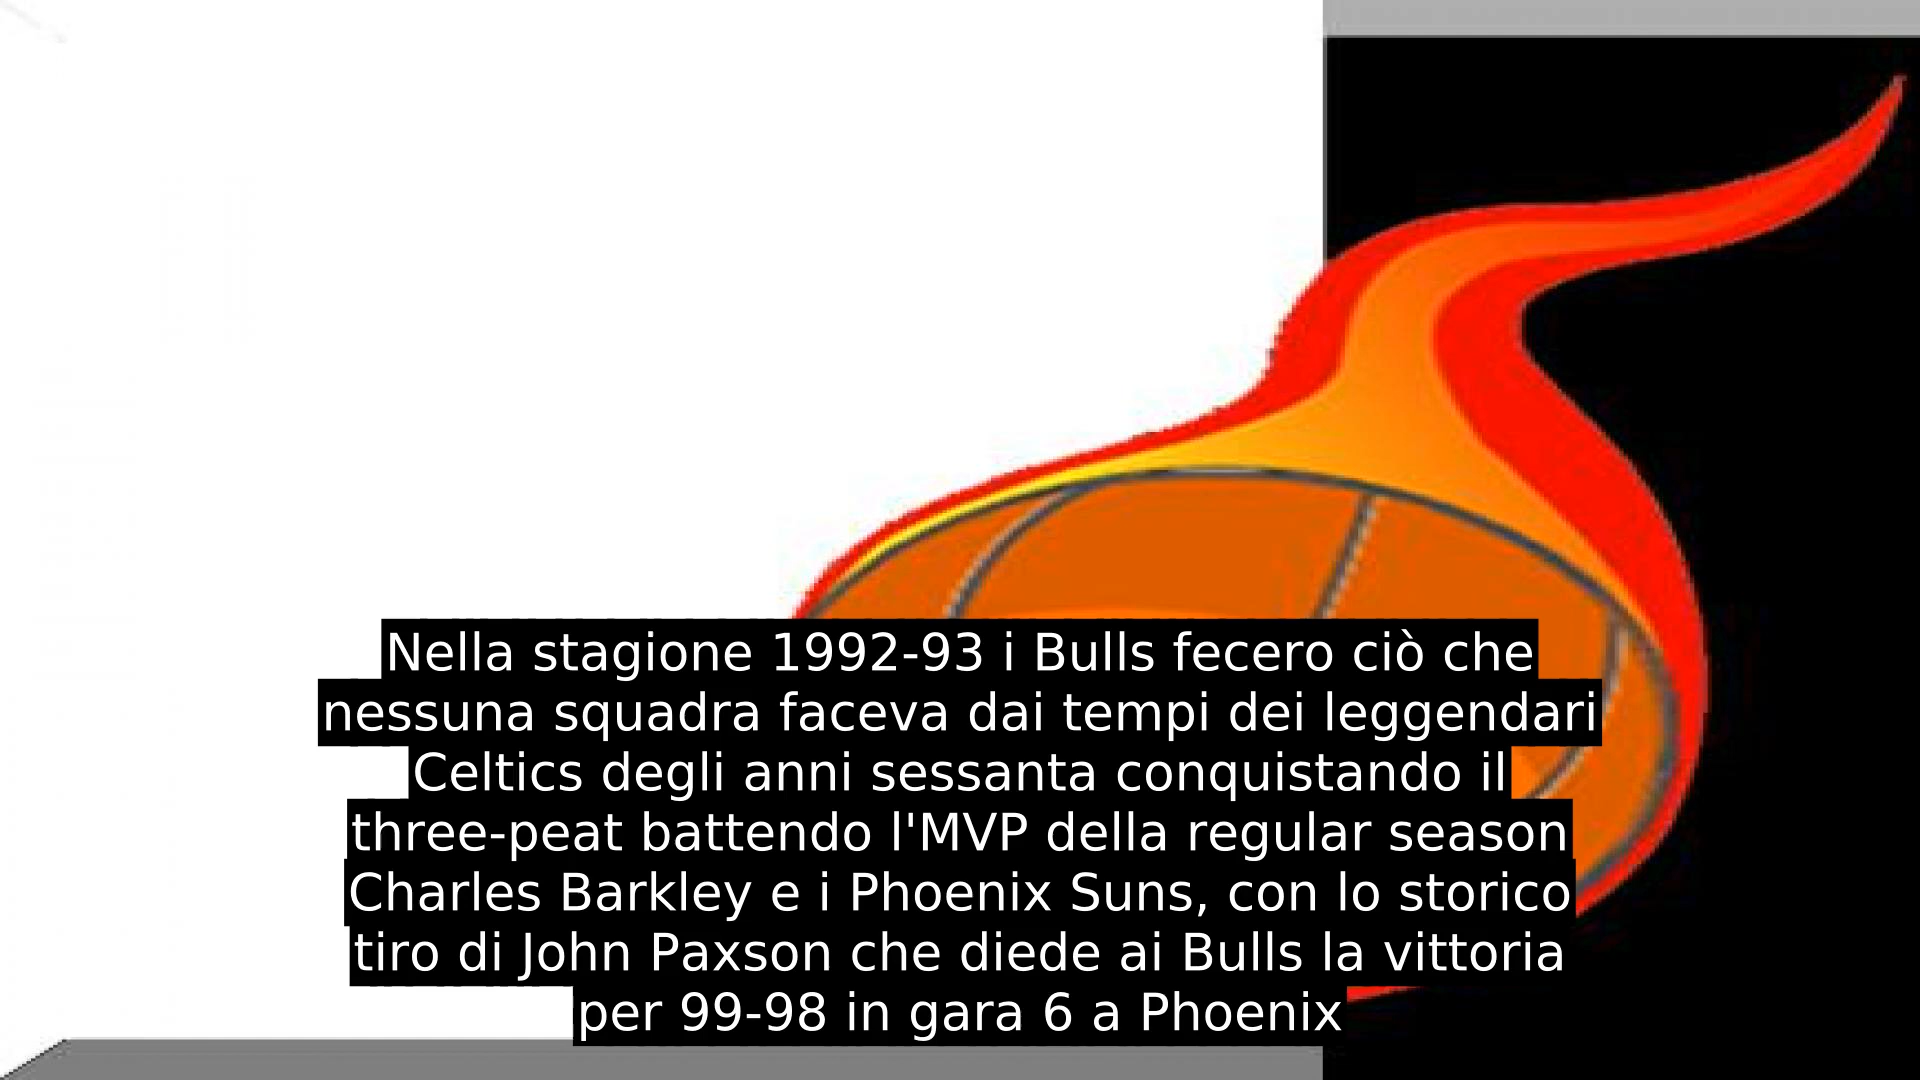 Nella stagione 1992-93 i Bulls fecero ciò che
nessuna squadra faceva dai tempi dei leggendari
Celtics degli anni sessanta conquistando il
three-peat battendo l'MVP della regular season
Charles Barkley e i Phoenix Suns, con lo storico
tiro di John Paxson che diede ai Bulls la vittoria
per 99-98 in gara 6 a Phoenix